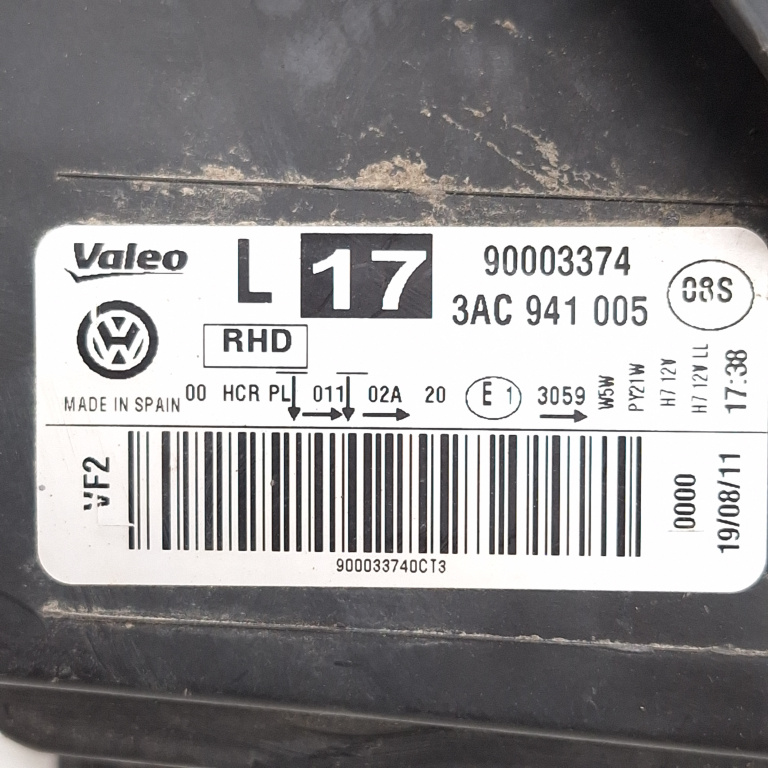 Valeo
L 17
90003374
3AC 941 005
08S
RHD
MADE IN SPAIN
00 HCR PL 011 02A 20 E 1 3059
W5W
PY21W
H7 12V
H7 12V LL
17:38
VF2
0000
19/08/11
900033740CT3